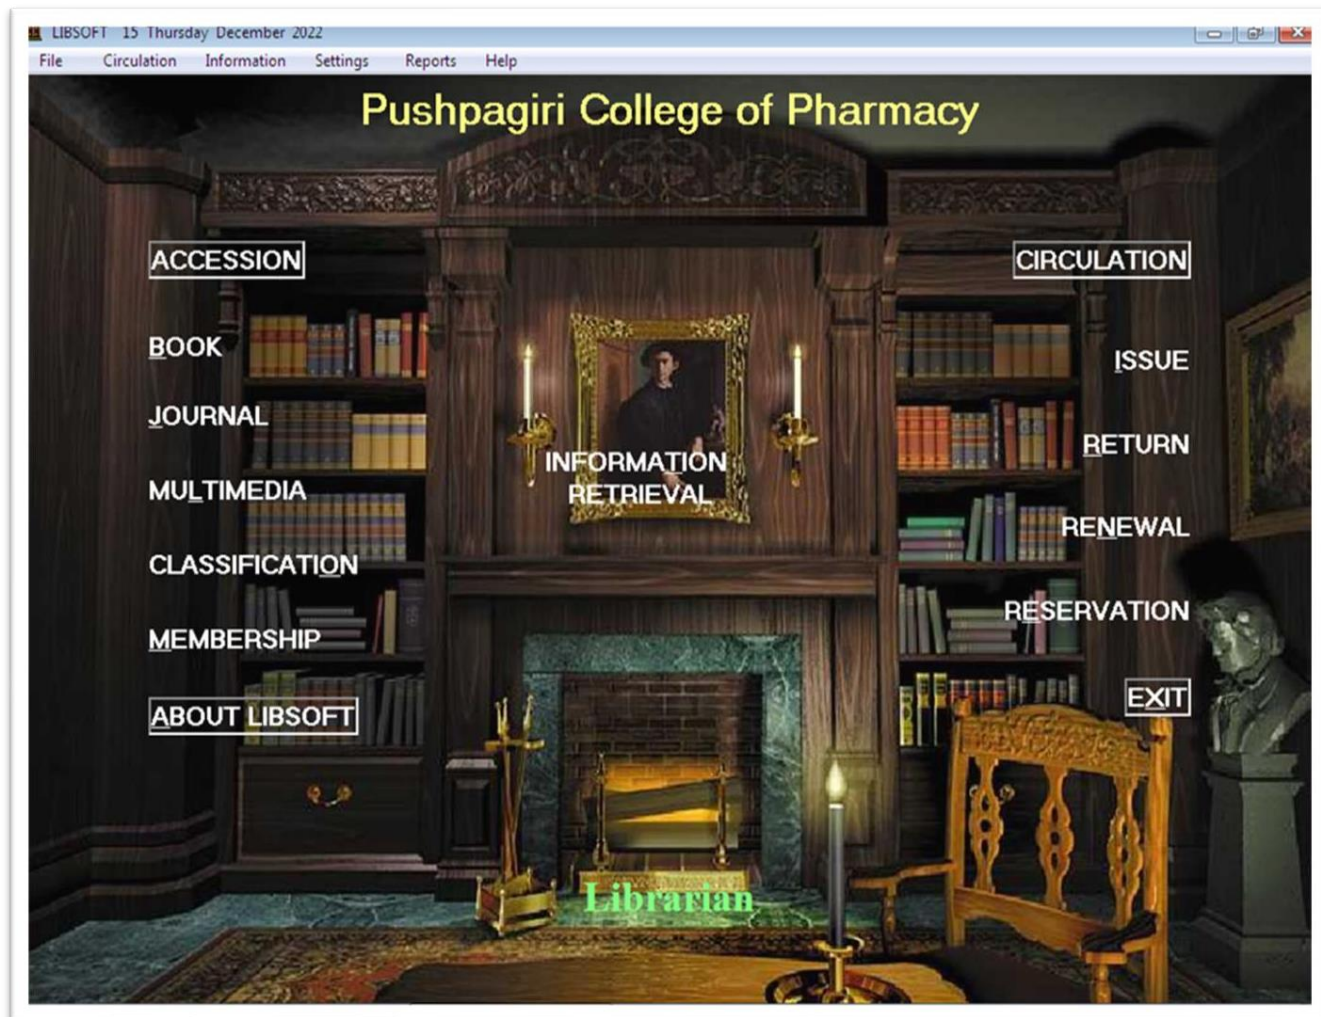 LIBSOFT 15 Thursday December 2022
File Circulation Information Settings Reports Help
Pushpagiri College of Pharmacy
ACCESSION
BOOK
JOURNAL
MULTIMEDIA
CLASSIFICATION
MEMBERSHIP
ABOUT LIBSOFT
INFORMATION
RETRIEVAL
CIRCULATION
ISSUE
RETURN
RENEWAL
RESERVATION
EXIT
Librarian